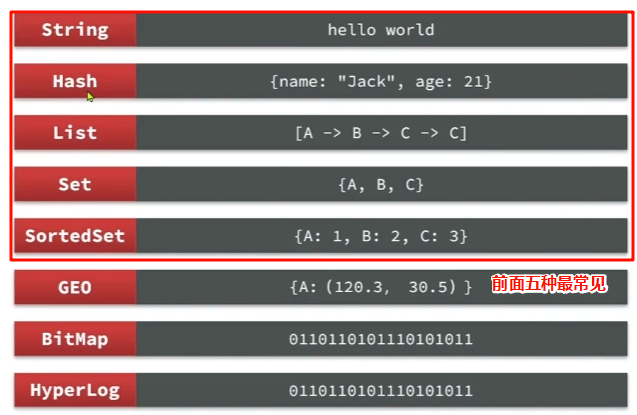 String hello world
Hash {name: "Jack", age: 21}
List [A -> B -> C -> C]
Set {A, B, C}
SortedSet {A: 1, B: 2, C: 3}
GEO {A: (120.3, 30.5) } 前面五种最常见
BitMap 0110110101110101011
HyperLog 0110110101110101011